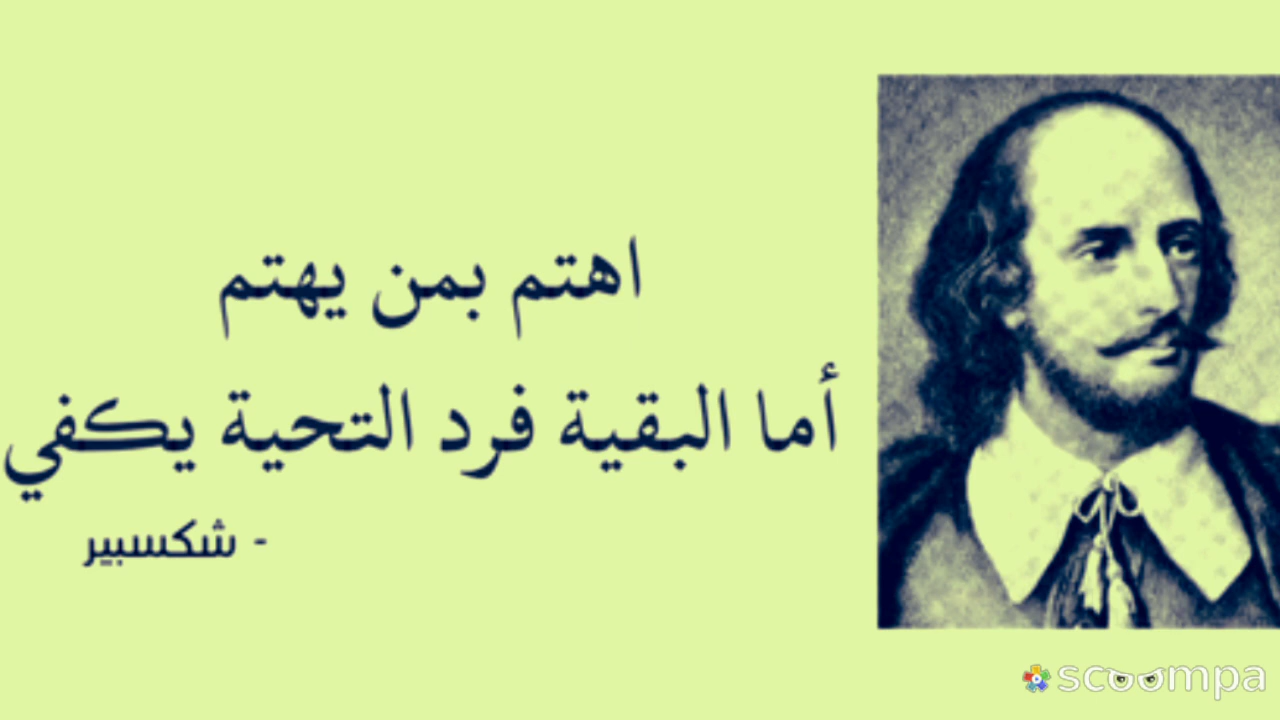 اهتم بمن يهتم
أما البقية فرد التحية يكفي
- شكسبير
scoompa